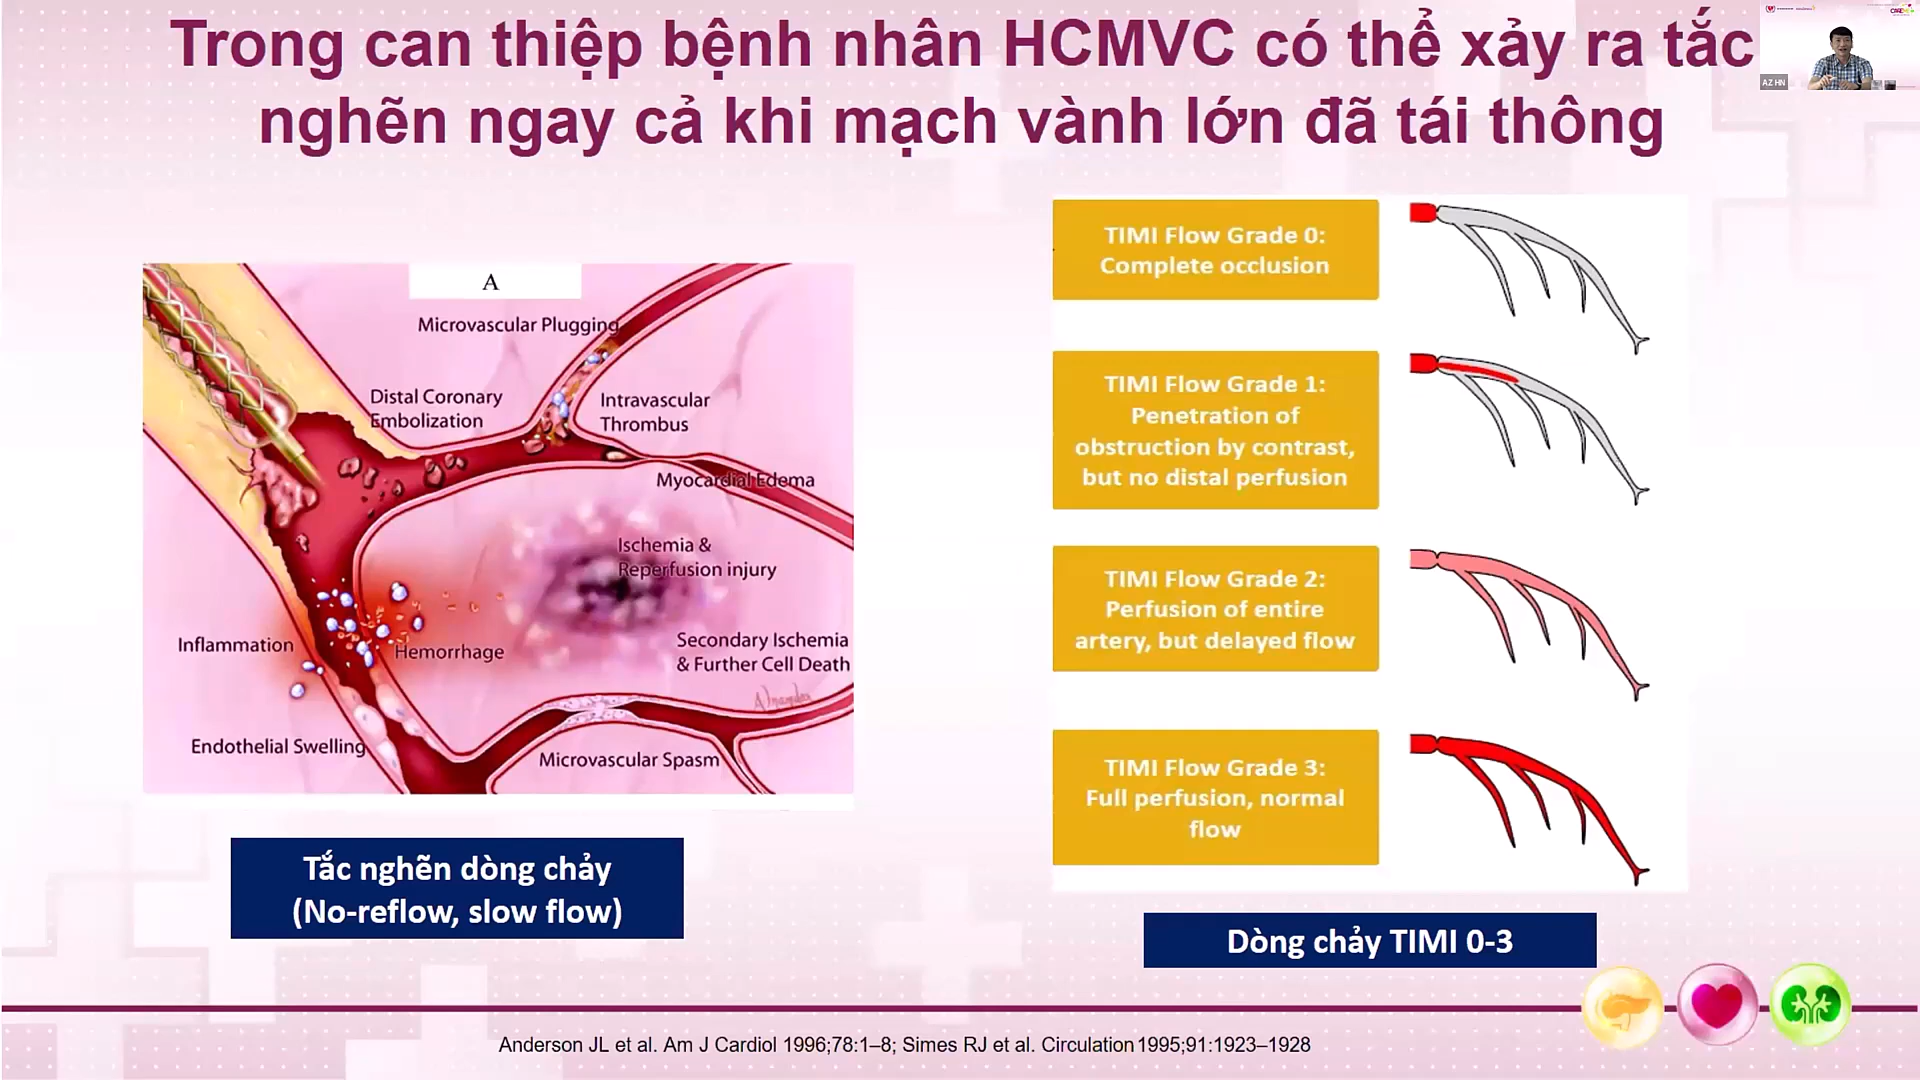 Trong can thiệp bệnh nhân HCMVC có thể xảy ra tắc
nghẽn ngay cả khi mạch vành lớn đã tái thông
AZ HN
A
Microvascular Plugging
Distal Coronary
Embolization
Intravascular
Thrombus
Myocardial Edema
Ischemia &
Reperfusion injury
Inflammation
Hemorrhage
Secondary Ischemia
& Further Cell Death
Endothelial Swelling
Microvascular Spasm
Tắc nghẽn dòng chảy
(No-reflow, slow flow)
TIMI Flow Grade 0:
Complete occlusion
TIMI Flow Grade 1:
Penetration of
obstruction by contrast,
but no distal perfusion
TIMI Flow Grade 2:
Perfusion of entire
artery, but delayed flow
TIMI Flow Grade 3:
Full perfusion, normal
flow
Dòng chảy TIMI 0-3
Anderson JL et al. Am J Cardiol 1996;78:1–8; Simes RJ et al. Circulation 1995;91:1923–1928